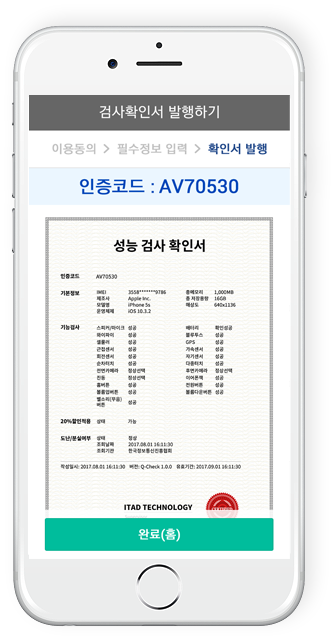 검사확인서 발행하기
이용동의 > 필수정보 입력 > 확인서 발행
인증코드 : AV70530
성능 검사 확인서
인증코드 AV70530
기본정보 IMEI 3558*******9786 총메모리 1,000MB
제조사 Apple Inc. 총 저장용량 16GB
모델명 iPhone 5s 해상도 640x1136
운영체제 iOS 10.3.2
기능검사 스피커/마이크 성공 배터리 확인성공
와이파이 성공 블루투스 성공
셀룰러 성공 GPS 성공
근접센서 성공 가속센서 성공
회전센서 성공 자기센서 성공
순차터치 성공 다중터치 성공
전면카메라 정상선택 후면카메라 정상선택
진동 정상선택 이어폰잭 성공
홈버튼 성공 전원버튼 성공
볼륨업버튼 성공 볼륨다운버튼 성공
벨소리(무음)버튼 성공
20%할인적용 상태 가능
도난/분실여부 상태 정상
조회날짜 2017.08.01 16:11:30
조회기관 한국정보통신진흥협회
작성일시: 2017.08.01 16:11:30 버전: Q-Check 1.0.0 유효기간: 2017.09.01 16:11:30
ITAD TECHNOLOGY
완료(홈)